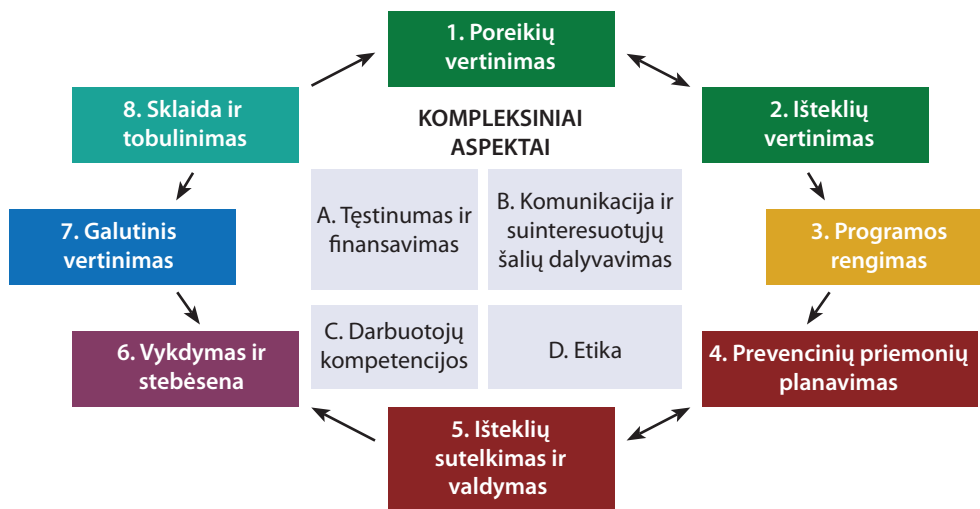 1. Poreikių
vertinimas
2. Išteklių
vertinimas
3. Programos
rengimas
4. Prevencinių priemonių
planavimas
5. Išteklių
sutelkimas ir
valdymas
6. Vykdymas ir
stebėsena
7. Galutinis
vertinimas
8. Sklaida ir
tobulinimas
KOMPLEKSINIAI
ASPEKTAI
A. Tęstinumas ir
finansavimas
B. Komunikacija ir
suinteresuotųjų
šalių dalyvavimas
C. Darbuotojų
kompetencijos
D. Etika